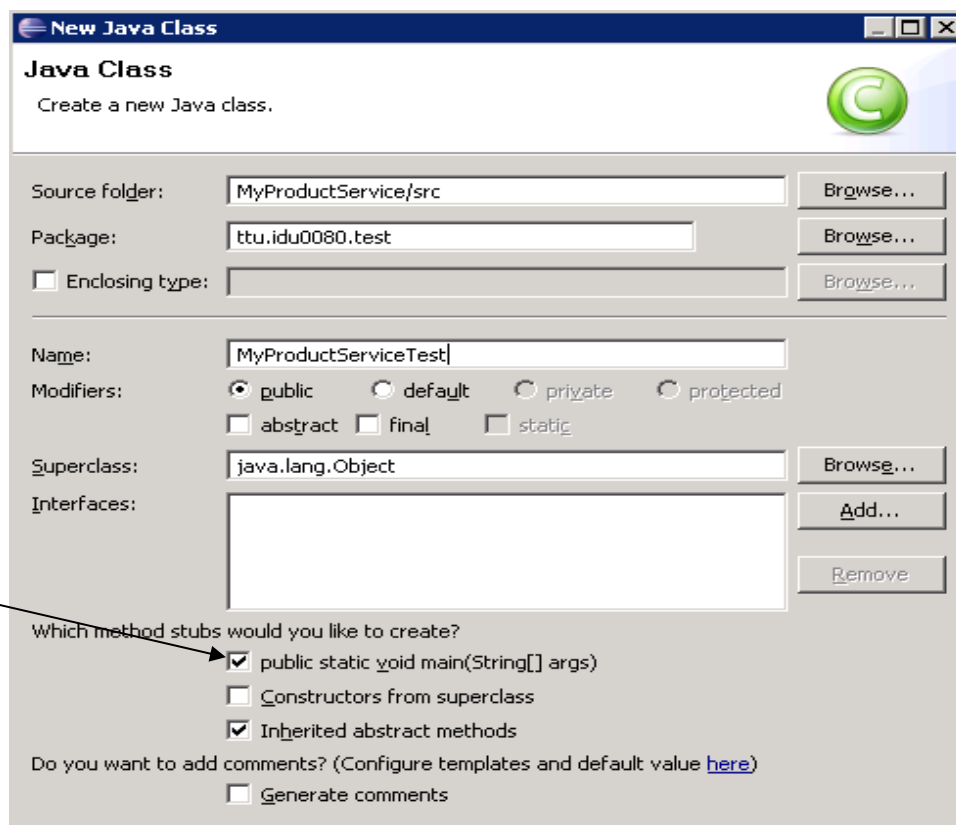 New Java Class
Java Class
Create a new Java class.
Source folder: MyProductService/src Browse...
Package: ttu.idu0080.test Browse...
Enclosing type: Browse...
Name: MyProductServiceTest
Modifiers: public default private protected
abstract final static
Superclass: java.lang.Object Browse...
Interfaces: Add...
Remove
Which method stubs would you like to create?
public static void main(String[] args)
Constructors from superclass
Inherited abstract methods
Do you want to add comments? (Configure templates and default value here)
Generate comments